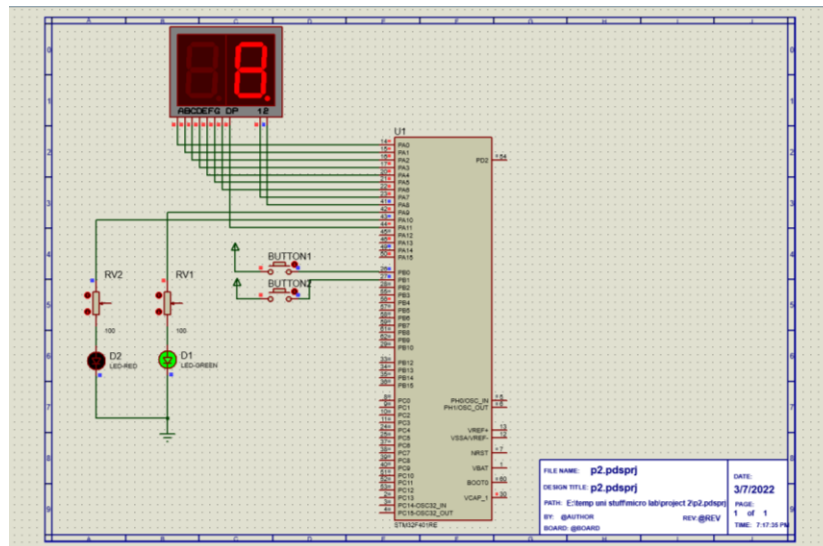 ABCDEFG DP 12
U1
PA0
PA1
PA2
PA3
PA4
PA5
PA6
PA7
PA8
PA9
PA10
PA11
PA12
PA13
PA14
PA15
PD2
54
BUTTON1
BUTTON2
PB0
PB1
PB2
PB3
PB4
PB5
PB6
PB7
PB8
PB9
PB10
PB12
PB13
PB14
PB15
RV2
RV1
100
100
D2
LED-RED
D1
LED-GREEN
PC0
PC1
PC2
PC3
PC4
PC5
PC6
PC7
PC8
PC9
PC10
PC11
PC12
PC13
PC14-OSC32_IN
PC15-OSC32_OUT
PH0/OSC_IN
PH1/OSC_OUT
VREF+
VSSA/VREF-
NRST
VBAT
BOOT0
VCAP_1
STM32F401RE
FILE NAME: p2.pdsprj
DESIGN TITLE: p2.pdsprj
PATH: E:\temp uni stuff\micro lab\project 2\p2.pdsprj
BY: @AUTHOR
REV:@REV
BOARD: @BOARD
DATE:
3/7/2022
PAGE:
1 of 1
TIME: 7:17:35 PM